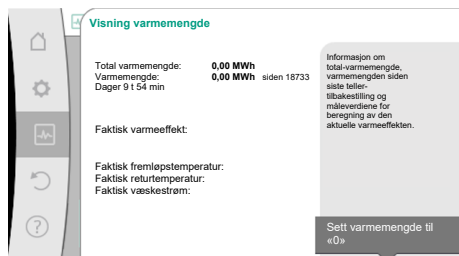 Visning varmemengde
Total varmemengde: 0,00 MWh
Varmemengde: 0,00 MWh siden 18733
Dager 9 t 54 min
Faktisk varmeeffekt:
Faktisk fremløpstemperatur:
Faktisk returtemperatur:
Faktisk væskestrøm:
Informasjon om
total-varmemengde,
varmemengden siden
siste teller-
tilbakestilling og
måleverdiene for
beregning av den
aktuelle varmeeffekten.
Sett varmemengde til
«0»
?